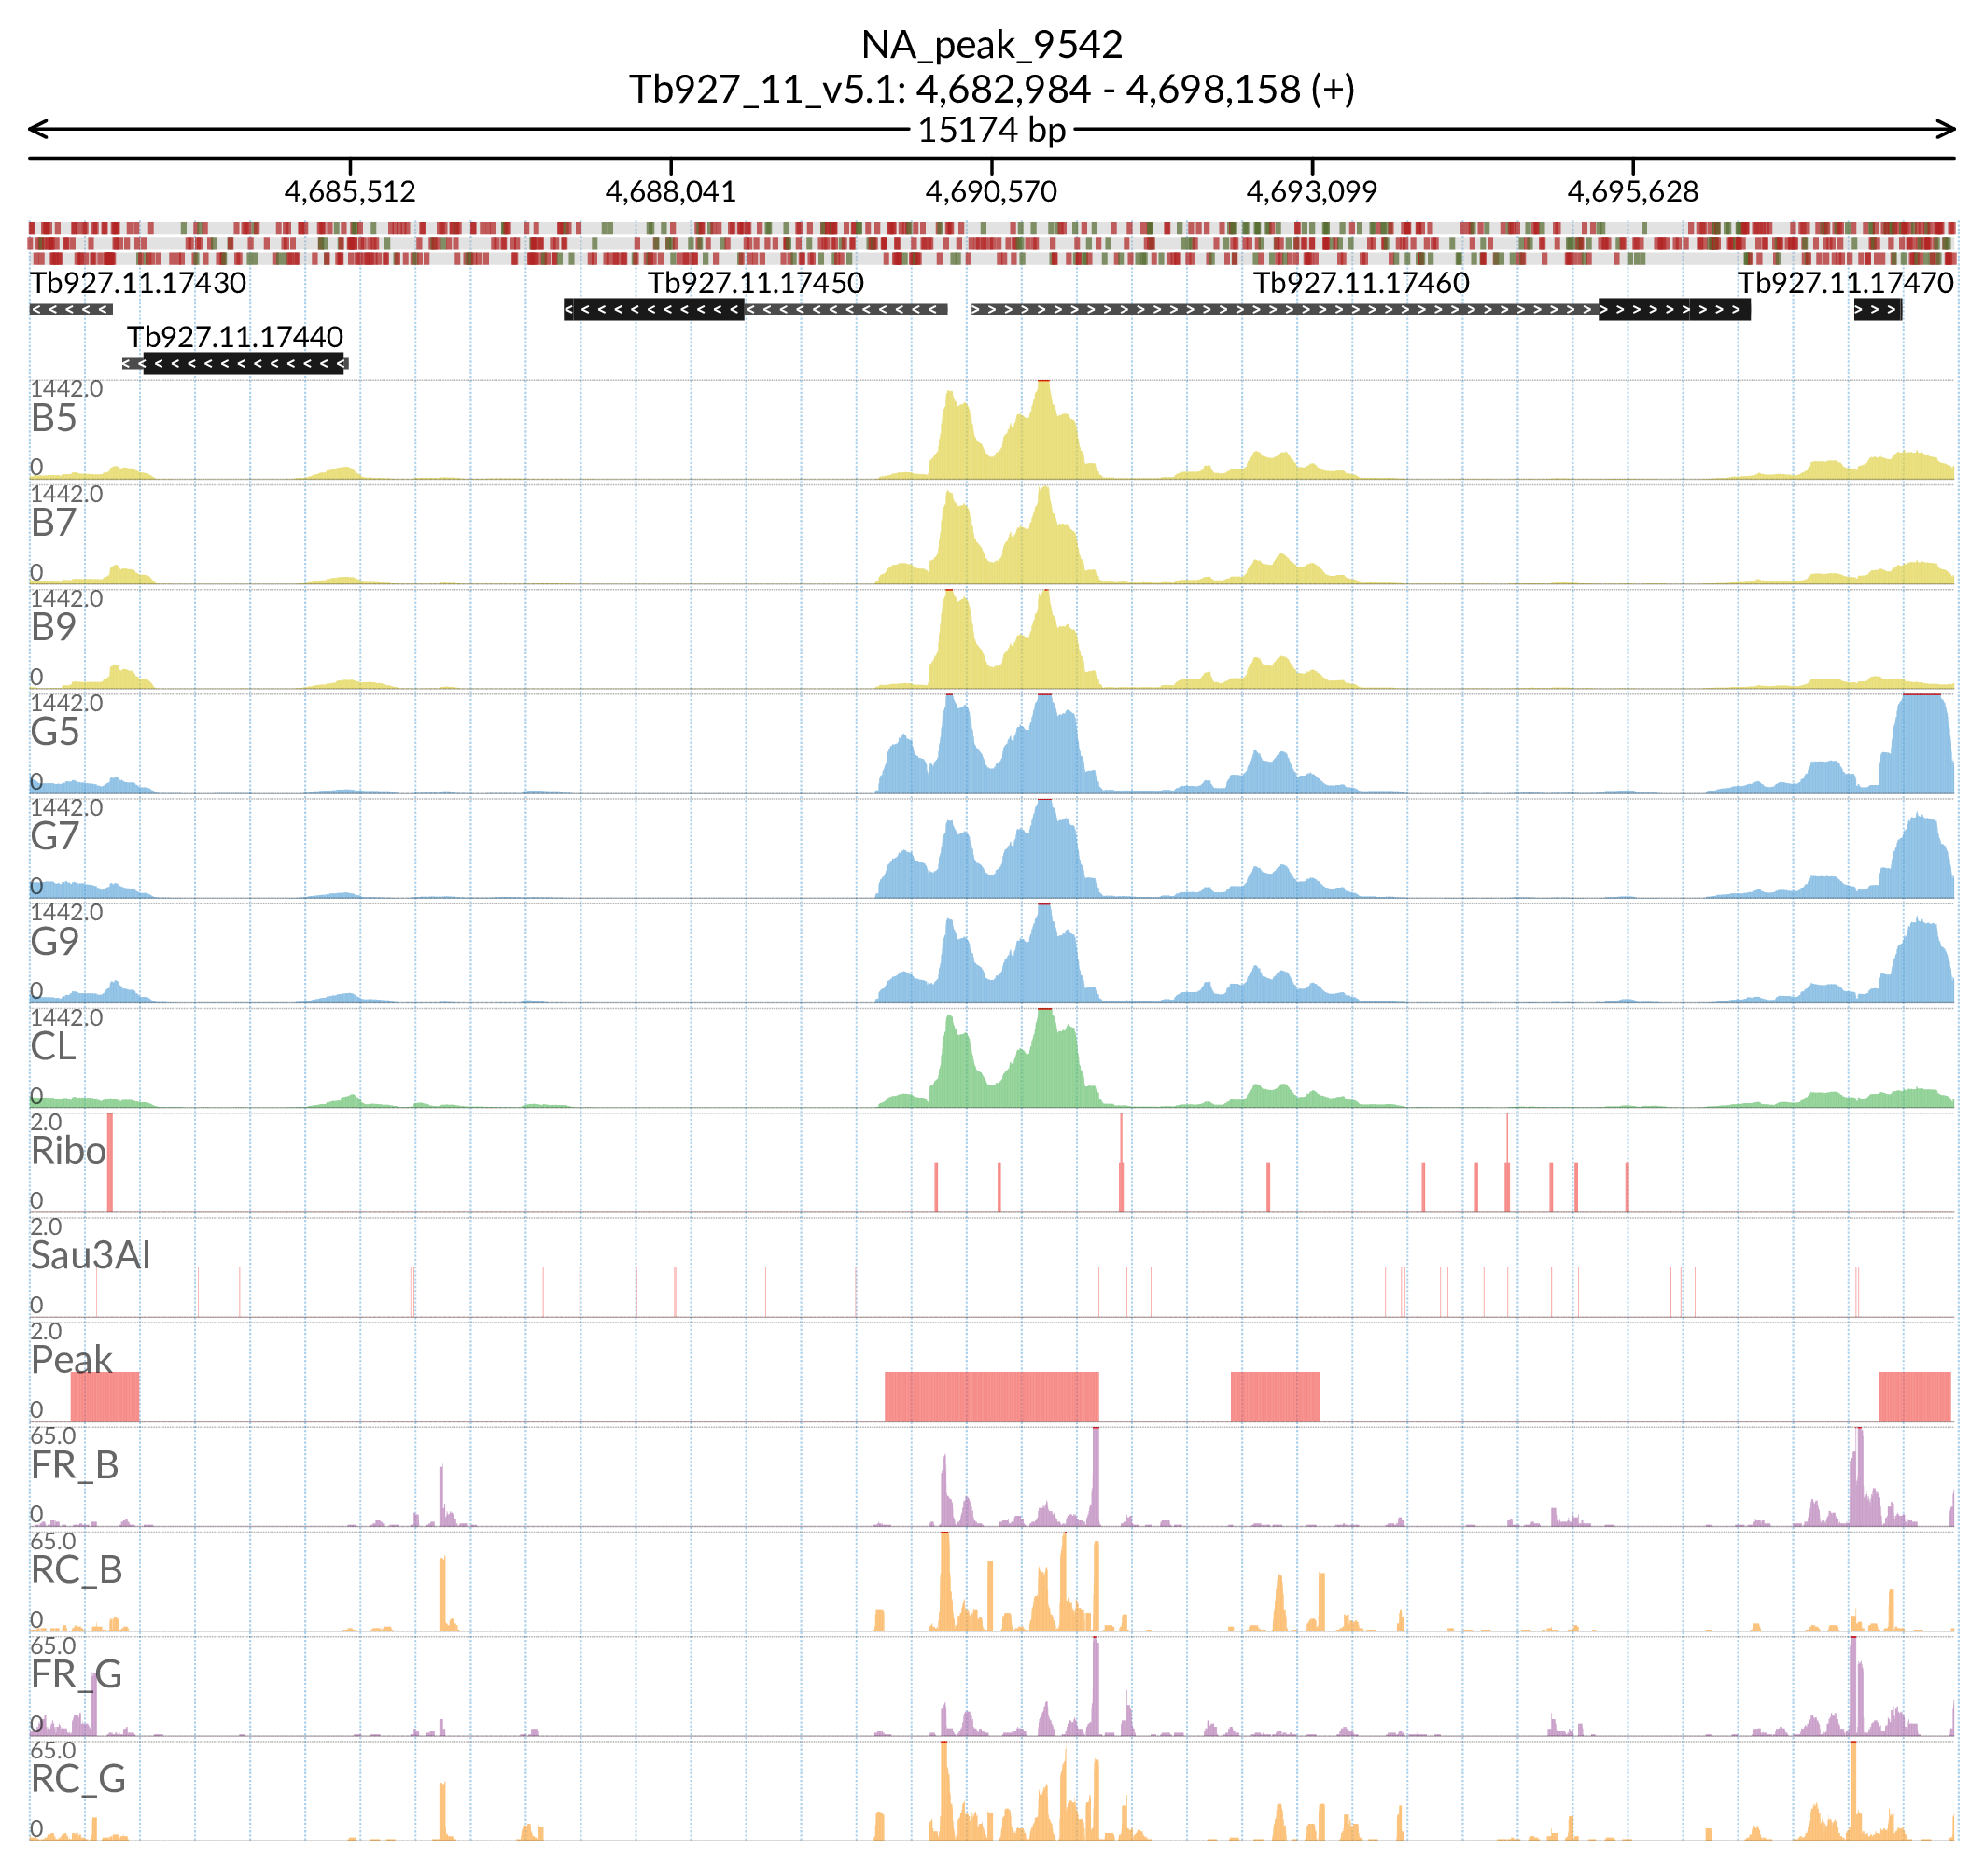 NA_peak_9542
Tb927_11_v5.1: 4,682,984 - 4,698,158 (+)
15174 bp
4,685,512 4,688,041 4,690,570 4,693,099 4,695,628
Tb927.11.17430 Tb927.11.17450 Tb927.11.17460 Tb927.11.17470
Tb927.11.17440
1442.0
B5
0
1442.0
B7
0
1442.0
B9
0
1442.0
G5
0
1442.0
G7
0
1442.0
G9
0
1442.0
CL
0
2.0
Ribo
0
2.0
Sau3AI
0
2.0
Peak
0
65.0
FR_B
0
65.0
RC_B
0
65.0
FR_G
0
65.0
RC_G
0